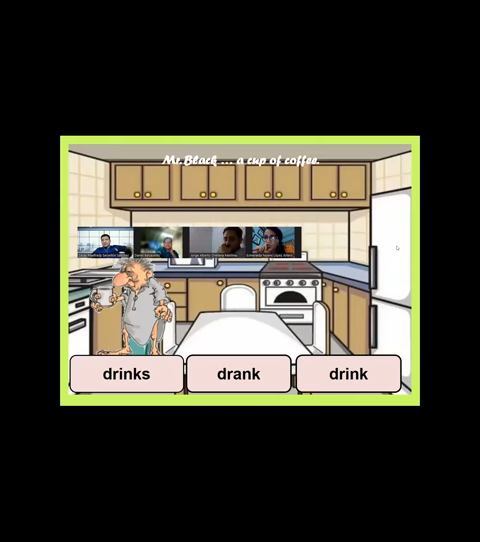 Mr.Black ... a cup of coffee.
drinks
drank
drink